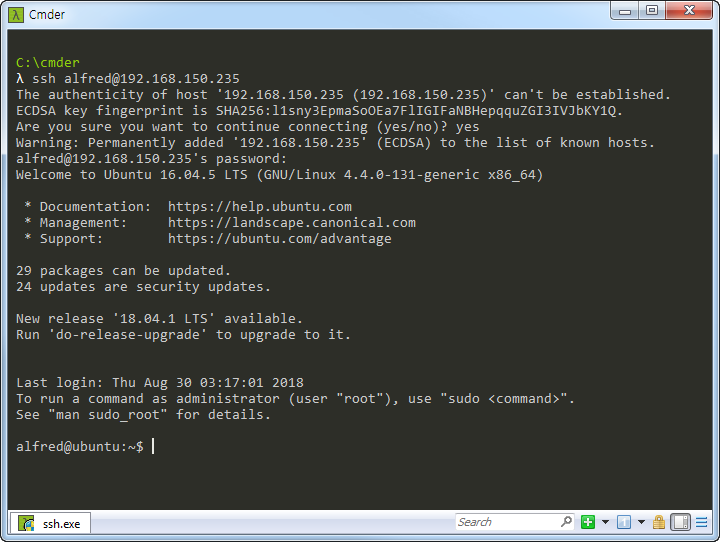 Cmder
C:\cmder
λ ssh alfred@192.168.150.235
The authenticity of host '192.168.150.235 (192.168.150.235)' can't be established.
ECDSA key fingerprint is SHA256:l1sny3EpmaSoOEa7FlIGIFaNBHepqquZGI3IVJbKY1Q.
Are you sure you want to continue connecting (yes/no)? yes
Warning: Permanently added '192.168.150.235' (ECDSA) to the list of known hosts.
alfred@192.168.150.235's password:
Welcome to Ubuntu 16.04.5 LTS (GNU/Linux 4.4.0-131-generic x86_64)
* Documentation:  https://help.ubuntu.com
* Management:     https://landscape.canonical.com
* Support:        https://ubuntu.com/advantage
29 packages can be updated.
24 updates are security updates.
New release '18.04.1 LTS' available.
Run 'do-release-upgrade' to upgrade to it.
Last login: Thu Aug 30 03:17:01 2018
To run a command as administrator (user "root"), use "sudo <command>".
See "man sudo_root" for details.
alfred@ubuntu:~$
ssh.exe
Search